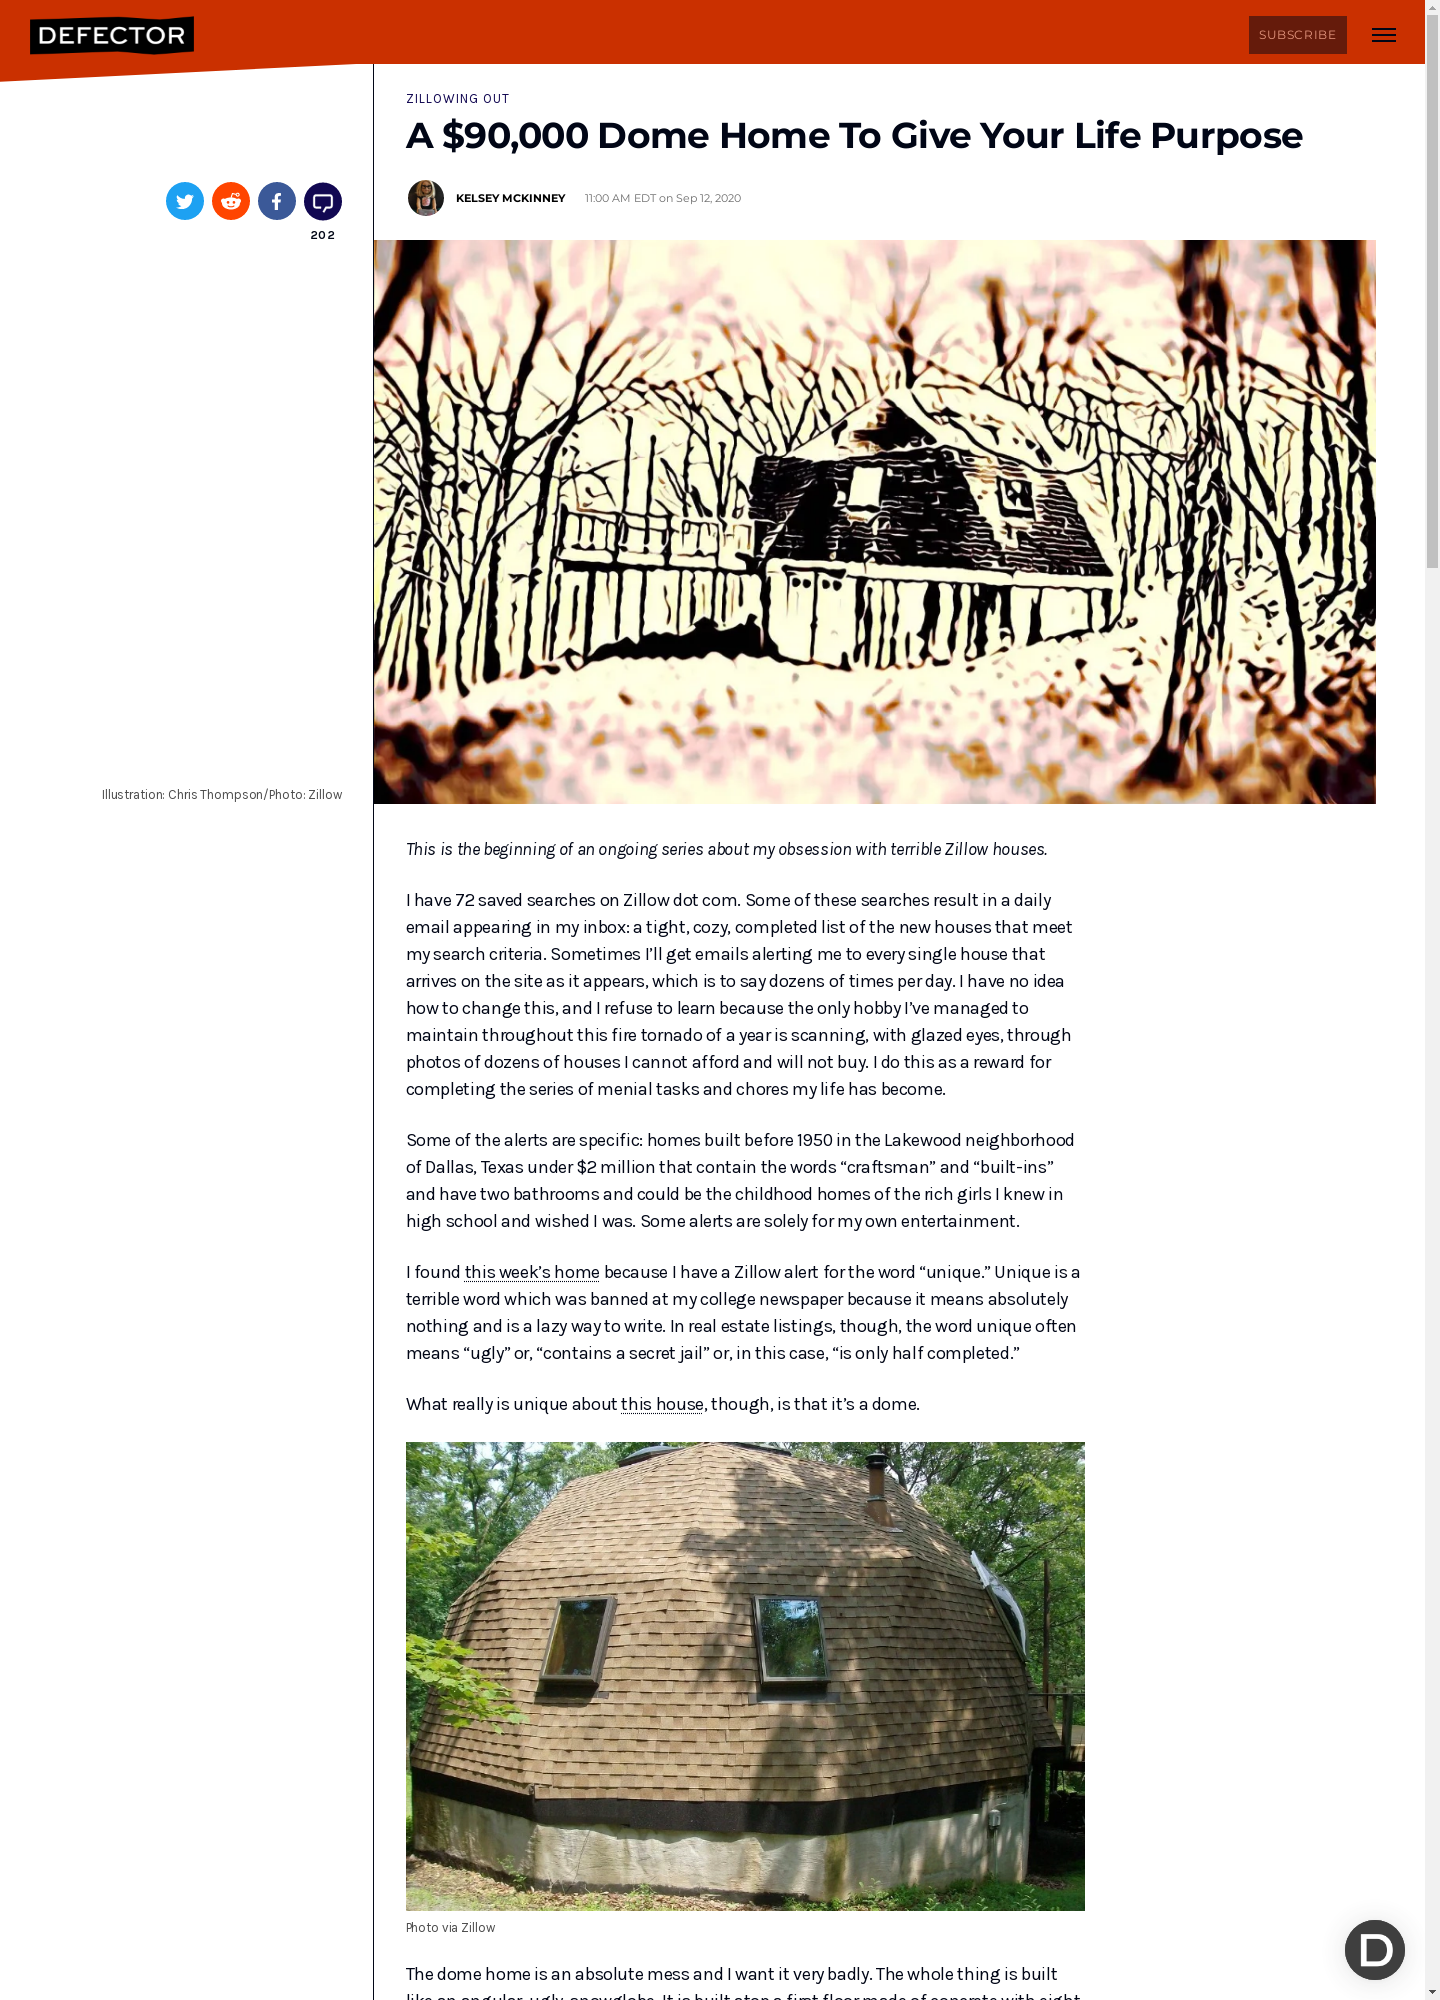 DEFECTOR
SUBSCRIBE
ZILLOWING OUT
A $90,000 Dome Home To Give Your Life Purpose
KELSEY MCKINNEY
11:00 AM EDT on Sep 12, 2020
202
Illustration: Chris Thompson/Photo: Zillow
This is the beginning of an ongoing series about my obsession with terrible Zillow houses.
I have 72 saved searches on Zillow dot com. Some of these searches result in a daily
email appearing in my inbox: a tight, cozy, completed list of the new houses that meet
my search criteria. Sometimes I’ll get emails alerting me to every single house that
arrives on the site as it appears, which is to say dozens of times per day. I have no idea
how to change this, and I refuse to learn because the only hobby I’ve managed to
maintain throughout this fire tornado of a year is scanning, with glazed eyes, through
photos of dozens of houses I cannot afford and will not buy. I do this as a reward for
completing the series of menial tasks and chores my life has become.
Some of the alerts are specific: homes built before 1950 in the Lakewood neighborhood
of Dallas, Texas under $2 million that contain the words “craftsman” and “built-ins”
and have two bathrooms and could be the childhood homes of the rich girls I knew in
high school and wished I was. Some alerts are solely for my own entertainment.
I found this week’s home because I have a Zillow alert for the word “unique.” Unique is a
terrible word which was banned at my college newspaper because it means absolutely
nothing and is a lazy way to write. In real estate listings, though, the word unique often
means “ugly” or, “contains a secret jail” or, in this case, “is only half completed.”
What really is unique about this house, though, is that it’s a dome.
Photo via Zillow
D
The dome home is an absolute mess and I want it very badly. The whole thing is built
like an angular, ugly, snowglobe. It is built atop a first floor made of concrete with eight